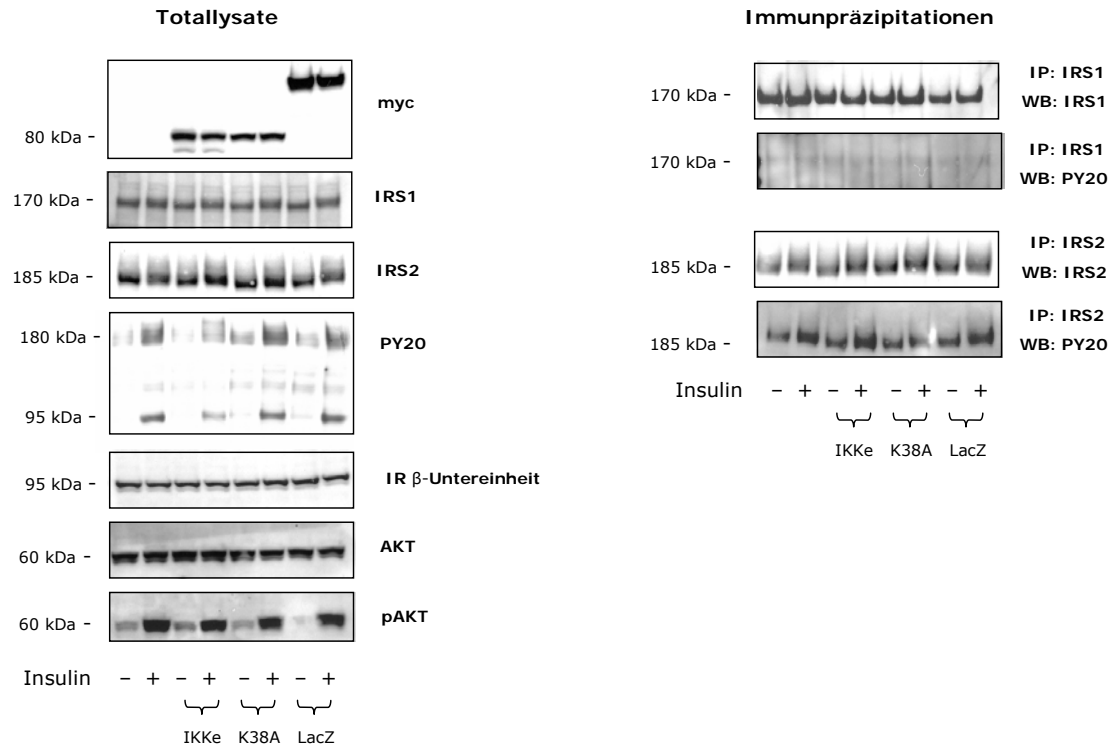 Totallysate
myc
80 kDa -
170 kDa -
IRS1
IRS2
185 kDa -
180 kDa -
PY20
95 kDa -
IR β-Untereinheit
95 kDa -
AKT
60 kDa -
pAKT
60 kDa -
Insulin - + - + - + - +
IKKe K38A LacZ
Immunpräzipitationen
IP: IRS1
170 kDa -
WB: IRS1
IP: IRS1
170 kDa -
WB: PY20
IP: IRS2
185 kDa -
WB: IRS2
IP: IRS2
185 kDa -
WB: PY20
Insulin - + - + - + - +
IKKe K38A LacZ